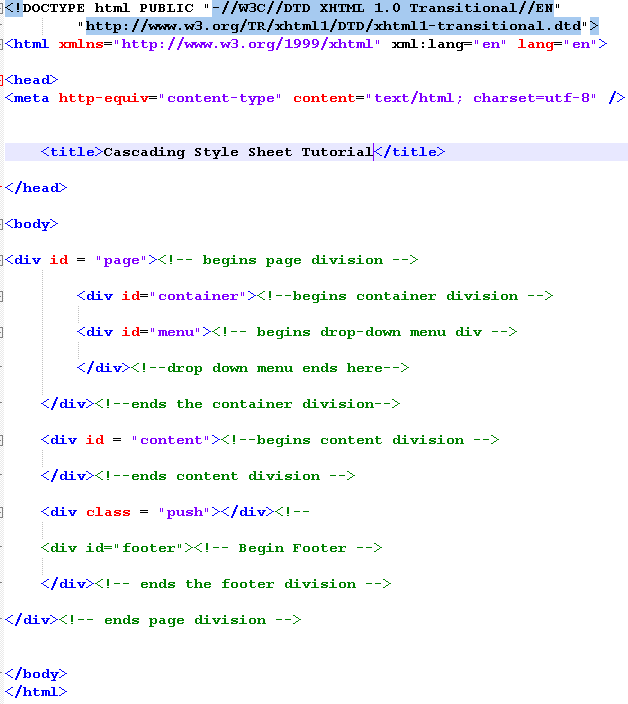 <!DOCTYPE html PUBLIC "-//W3C//DTD XHTML 1.0 Transitional//EN"
"http://www.w3.org/TR/xhtml1/DTD/xhtml1-transitional.dtd">
<html xmlns="http://www.w3.org/1999/xhtml" xml:lang="en" lang="en">
<head>
<meta http-equiv="content-type" content="text/html; charset=utf-8" />
<title>Cascading Style Sheet Tutorial</title>
</head>
<body>
<div id = "page"><!-- begins page division -->
<div id="container"><!--begins container division -->
<div id="menu"><!-- begins drop-down menu div -->
</div><!--drop down menu ends here-->
</div><!--ends the container division-->
<div id = "content"><!--begins content division -->
</div><!--ends content division -->
<div class = "push"></div><!--
<div id="footer"><!-- Begin Footer -->
</div><!-- ends the footer division -->
</div><!-- ends page division -->
</body>
</html>